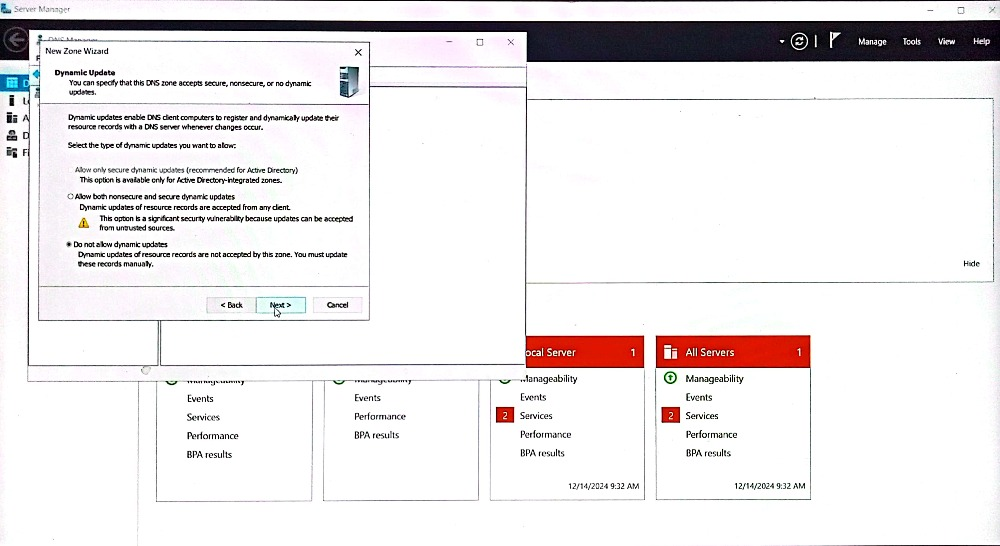 Server Manager
Manage Tools View Help
DNS Manager
New Zone Wizard
Dynamic Update
You can specify that this DNS zone accepts secure, nonsecure, or no dynamic
updates.
Dynamic updates enable DNS client computers to register and dynamically update their
resource records with a DNS server whenever changes occur.
Select the type of dynamic updates you want to allow:
Allow only secure dynamic updates (recommended for Active Directory)
This option is available only for Active Directory-integrated zones.
Allow both nonsecure and secure dynamic updates
Dynamic updates of resource records are accepted from any client.
This option is a significant security vulnerability because updates can be accepted
from untrusted sources.
Do not allow dynamic updates
Dynamic updates of resource records are not accepted by this zone. You must update
these records manually.
< Back Next > Cancel
Hide
Manageability
Events
Services
Performance
BPA results
Manageability
Events
Performance
BPA results
ocal Server 1
Manageability
Events
2 Services
Performance
BPA results
12/14/2024 9:32 AM
All Servers 1
Manageability
Events
2 Services
Performance
BPA results
12/14/2024 9:32 AM